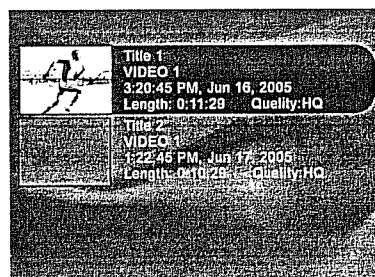 Title 1
VIDEO 1
3:20:45 PM, Jun 16, 2005
Length: 0:11:29 Quelity:HQ
Title 2
VIDEO 1
1:22:45 PM, Jun 17, 2005
Length: 0:10:29 Quality:HQ